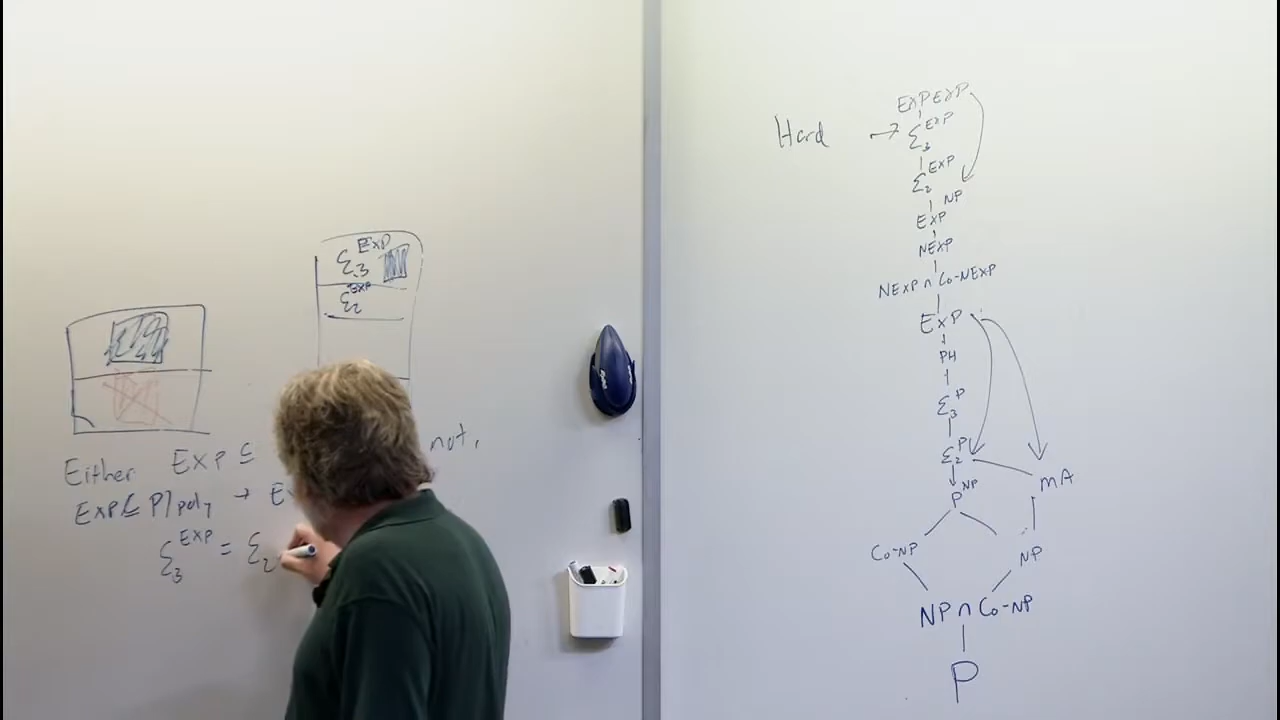 Σ₃^EXP
Σ₂^EXP
Either EXP ⊆ not,
EXP ⊆ P/poly → EX
Σ₃^EXP = Σ₂
EXPEXP
Hard → Σ₃^EXP
Σ₂^EXP
EXP^NP
NEXP
NEXP ∩ Co-NEXP
EXP
PH
Σ₃^P
Σ₂^P
MA
P^NP
Co-NP NP
NP ∩ Co-NP
P